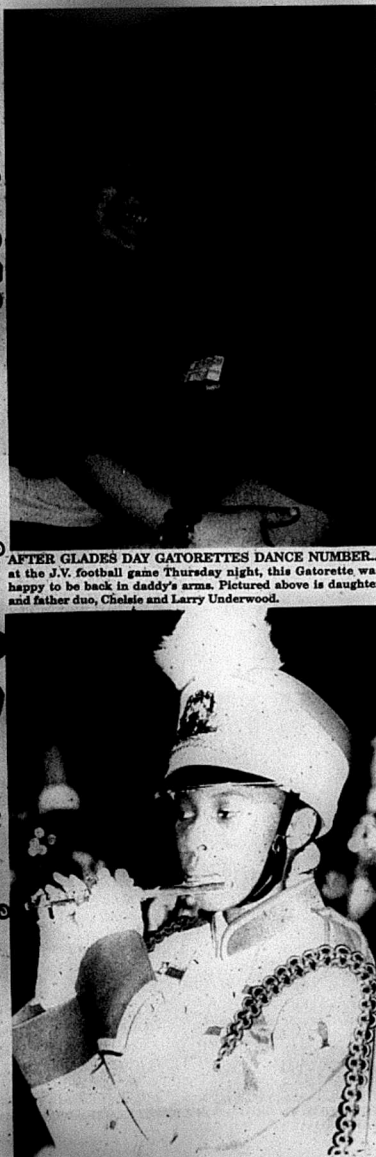 AFTER GLADES DAY GATORETTES DANCE NUMBER..
at the J.V. football game Thursday night, this Gatorette wa
happy to be back in daddy's arms. Pictured above is daughte
and father duo, Chelsie and Larry Underwood.